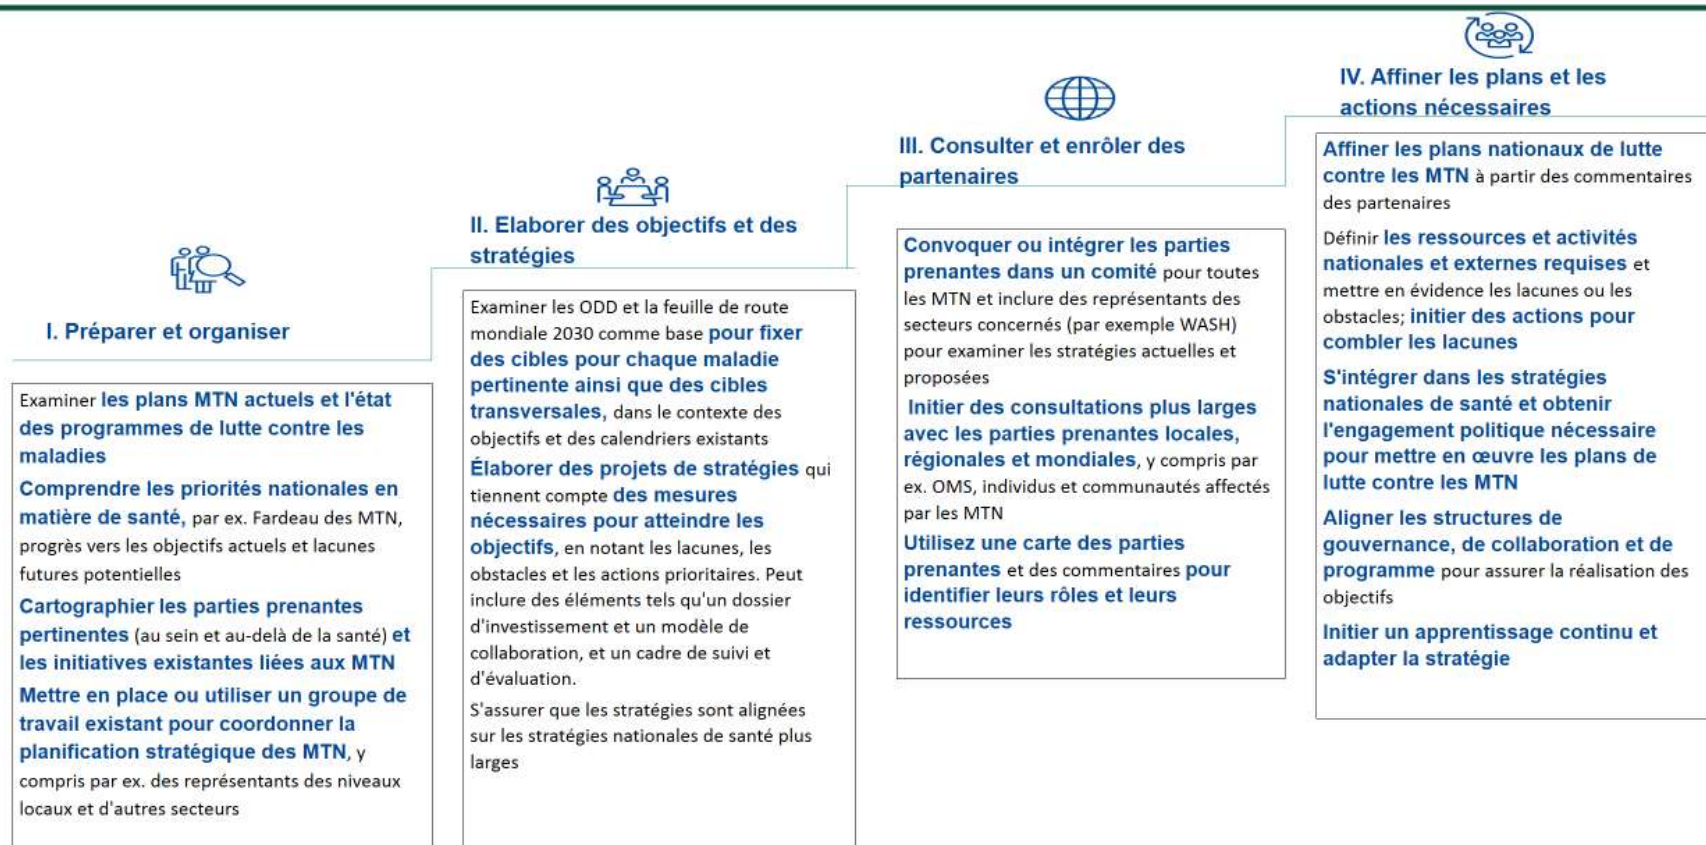 I. Préparer et organiser
Examiner les plans MTN actuels et l'état
des programmes de lutte contre les
maladies
Comprendre les priorités nationales en
matière de santé, par ex. Fardeau des MTN,
progrès vers les objectifs actuels et lacunes
futures potentielles
Cartographier les parties prenantes
pertinentes (au sein et au-delà de la santé) et
les initiatives existantes liées aux MTN
Mettre en place ou utiliser un groupe de
travail existant pour coordonner la
planification stratégique des MTN, y
compris par ex. des représentants des niveaux
locaux et d'autres secteurs
II. Elaborer des objectifs et des
stratégies
Examiner les ODD et la feuille de route
mondiale 2030 comme base pour fixer
des cibles pour chaque maladie
pertinente ainsi que des cibles
transversales, dans le contexte des
objectifs et des calendriers existants
Élaborer des projets de stratégies qui
tiennent compte des mesures
nécessaires pour atteindre les
objectifs, en notant les lacunes, les
obstacles et les actions prioritaires. Peut
inclure des éléments tels qu'un dossier
d'investissement et un modèle de
collaboration, et un cadre de suivi et
d'évaluation.
S'assurer que les stratégies sont alignées
sur les stratégies nationales de santé plus
larges
III. Consulter et enrôler des
partenaires
Convoquer ou intégrer les parties
prenantes dans un comité pour toutes
les MTN et inclure des représentants des
secteurs concernés (par exemple WASH)
pour examiner les stratégies actuelles et
proposées
Initier des consultations plus larges
avec les parties prenantes locales,
régionales et mondiales, y compris par
ex. OMS, individus et communautés affectés
par les MTN
Utilisez une carte des parties
prenantes et des commentaires pour
identifier leurs rôles et leurs
ressources
IV. Affiner les plans et les
actions nécessaires
Affiner les plans nationaux de lutte
contre les MTN à partir des commentaires
des partenaires
Définir les ressources et activités
nationales et externes requises et
mettre en évidence les lacunes ou les
obstacles; initier des actions pour
combler les lacunes
S'intégrer dans les stratégies
nationales de santé et obtenir
l'engagement politique nécessaire
pour mettre en œuvre les plans de
lutte contre les MTN
Aligner les structures de
gouvernance, de collaboration et de
programme pour assurer la réalisation des
objectifs
Initier un apprentissage continu et
adapter la stratégie